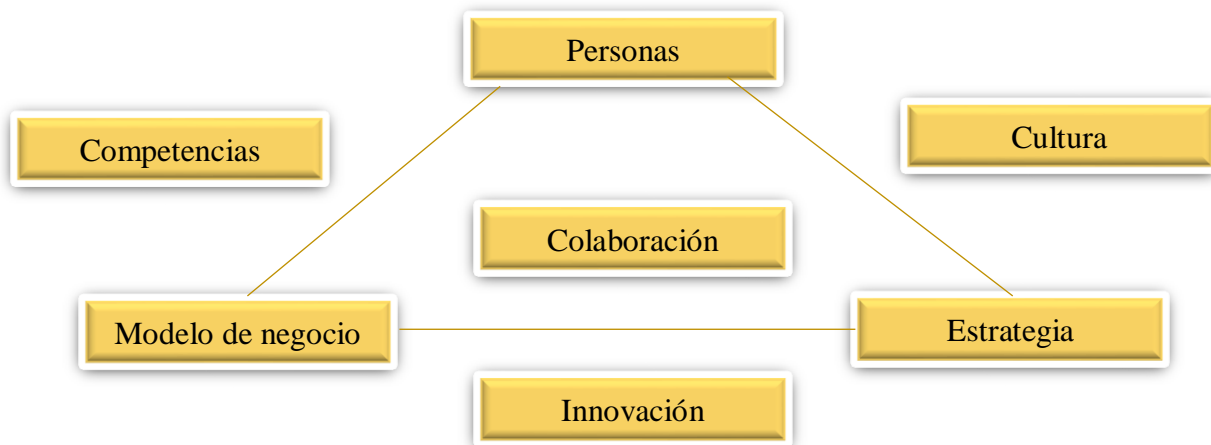 Personas
Competencias
Cultura
Colaboración
Modelo de negocio
Estrategia
Innovación